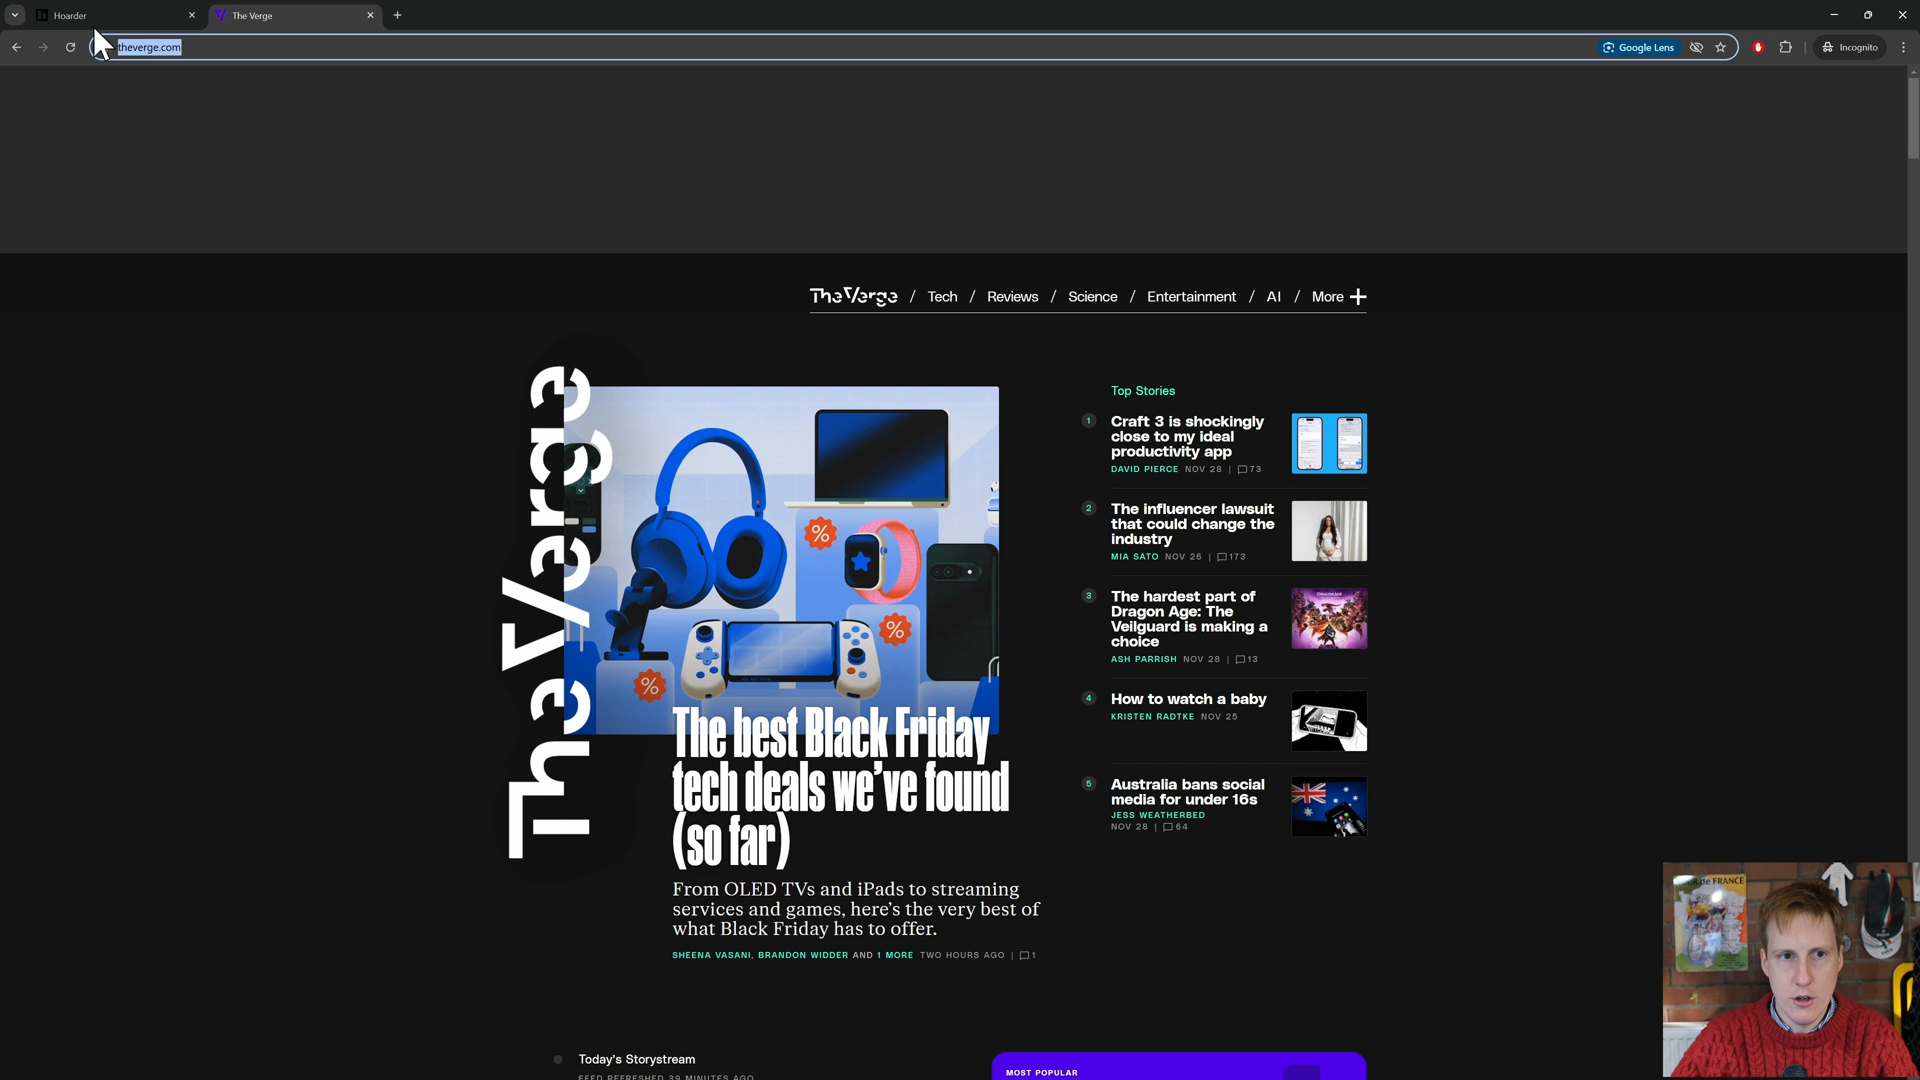 Hoarder
The Verge
theverge.com
Google Lens
Incognito
The Verge / Tech / Reviews / Science / Entertainment / AI / More
The Verge
The best Black Friday
tech deals we've found
(so far)
From OLED TVs and iPads to streaming
services and games, here's the very best of
what Black Friday has to offer.
SHEENA VASANI, BRANDON WIDDER AND 1 MORE TWO HOURS AGO | 1
Top Stories
1
Craft 3 is shockingly
close to my ideal
productivity app
DAVID PIERCE NOV 28 | 73
2
The influencer lawsuit
that could change the
industry
MIA SATO NOV 26 | 173
3
The hardest part of
Dragon Age: The
Veilguard is making a
choice
ASH PARRISH NOV 28 | 13
4
How to watch a baby
KRISTEN RADTKE NOV 25
5
Australia bans social
media for under 16s
JESS WEATHERBED
NOV 28 | 64
Today's Storystream
FEED REFRESHED 39 MINUTES AGO
MOST POPULAR
% % %
DE FRANCE